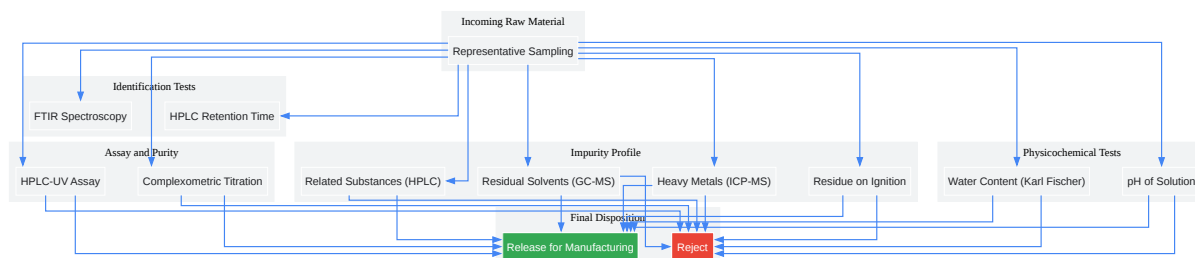 Incoming Raw Material
Representative Sampling
Identification Tests
FTIR Spectroscopy
HPLC Retention Time
Assay and Purity
HPLC-UV Assay
Complexometric Titration
Impurity Profile
Related Substances (HPLC)
Residual Solvents (GC-MS)
Heavy Metals (ICP-MS)
Residue on Ignition
Physicochemical Tests
Water Content (Karl Fischer)
pH of Solution
Final Disposition
Release for Manufacturing
Reject